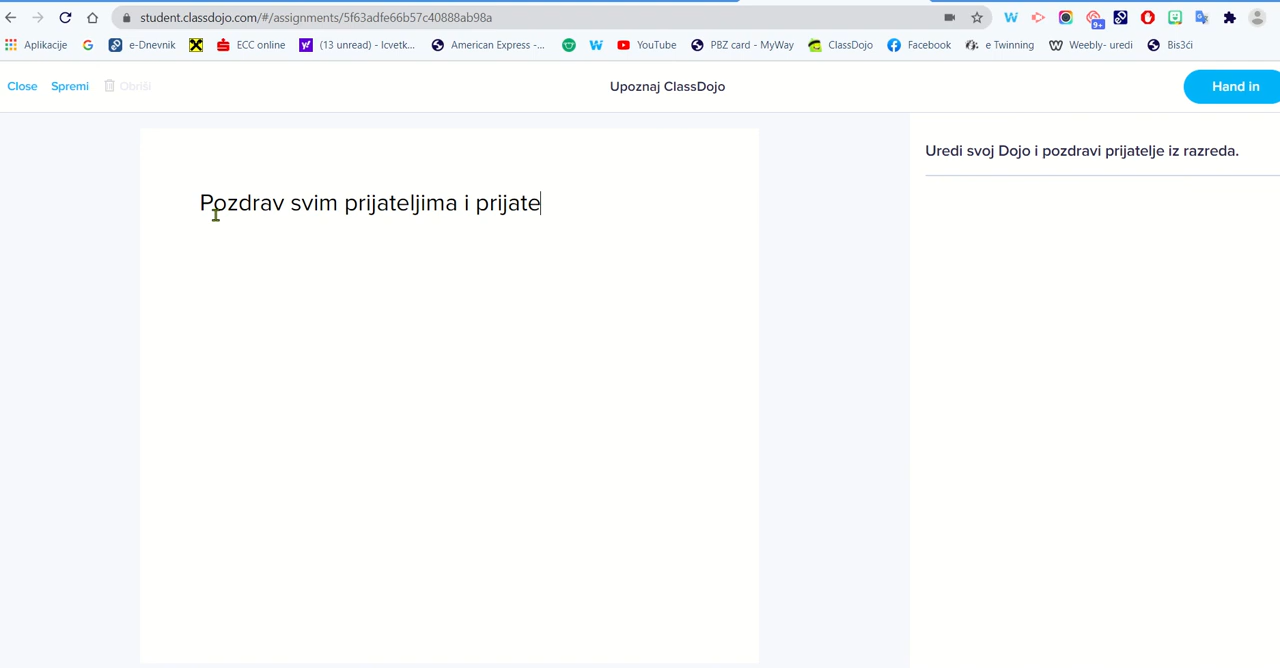 student.classdojo.com/#/assignments/5f63adfe66b57c40888ab98a
9+
Aplikacije e-Dnevnik ECC online (13 unread) - Icvetk... American Express -... YouTube PBZ card - MyWay ClassDojo Facebook e Twinning Weebly- uredi Bis3ći
Close Spremi Obriši Upoznaj ClassDojo Hand in
Uredi svoj Dojo i pozdravi prijatelje iz razreda.
Pozdrav svim prijateljima i prijate